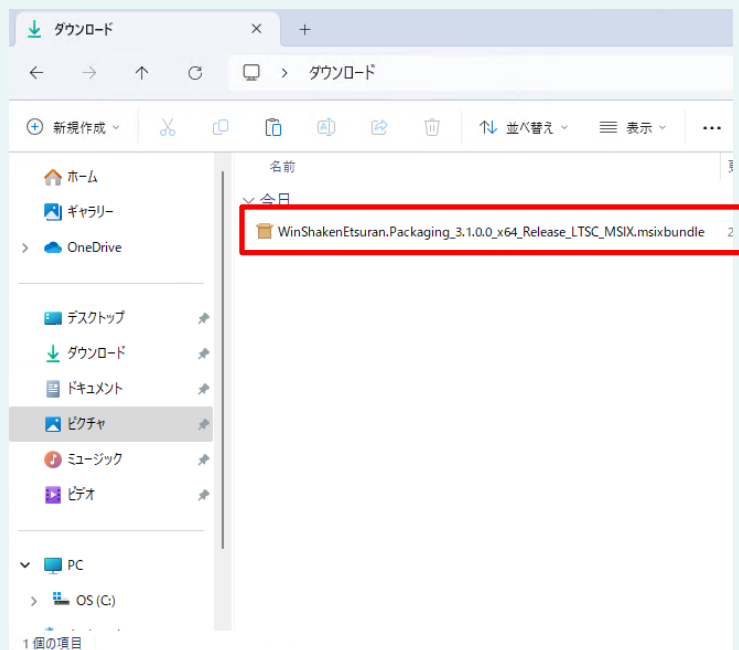 ダウンロード
ダウンロード
新規作成
並べ替え
表示
名前
今日
WinShakenEtsuran.Packaging_3.1.0.0_x64_Release_LTSC_MSIX.msixbundle
ホーム
ギャラリー
OneDrive
デスクトップ
ダウンロード
ドキュメント
ピクチャ
ミュージック
ビデオ
PC
OS (C:)
1 個の項目